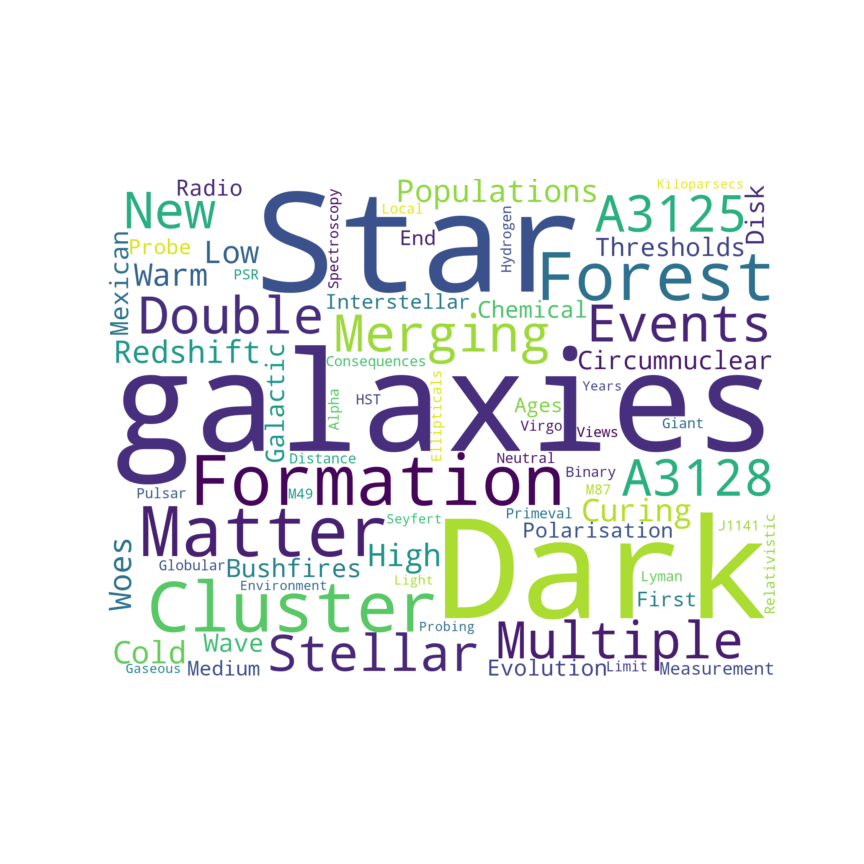 Radio
Kiloparsecs
New
Star
Populations
Local
A3125
Disk
Spectroscopy
Hydrogen
Mexican
Probe
Low
End
Thresholds
Warm
PSR
Forest
Double
Interstellar
Chemical
Events
Merging
Redshift
Galactic
Consequences
Circumnuclear
galaxies
Alpha
HST
Ellipticals
Ages
Years
Virgo
Views
Giant
Distance
Neutral
Formation
Binary
A3128
Pulsar
M49
M87
Matter
Seyfert
Primeval
Curing
Dark
Polarisation
J1141
Relativistic
Woes
High
Globular
Bushfires
Environment
Light
Lyman
Cluster
First
Probing
Cold
Wave
Stellar
Multiple
Gaseous
Medium
Evolution
Limit
Measurement